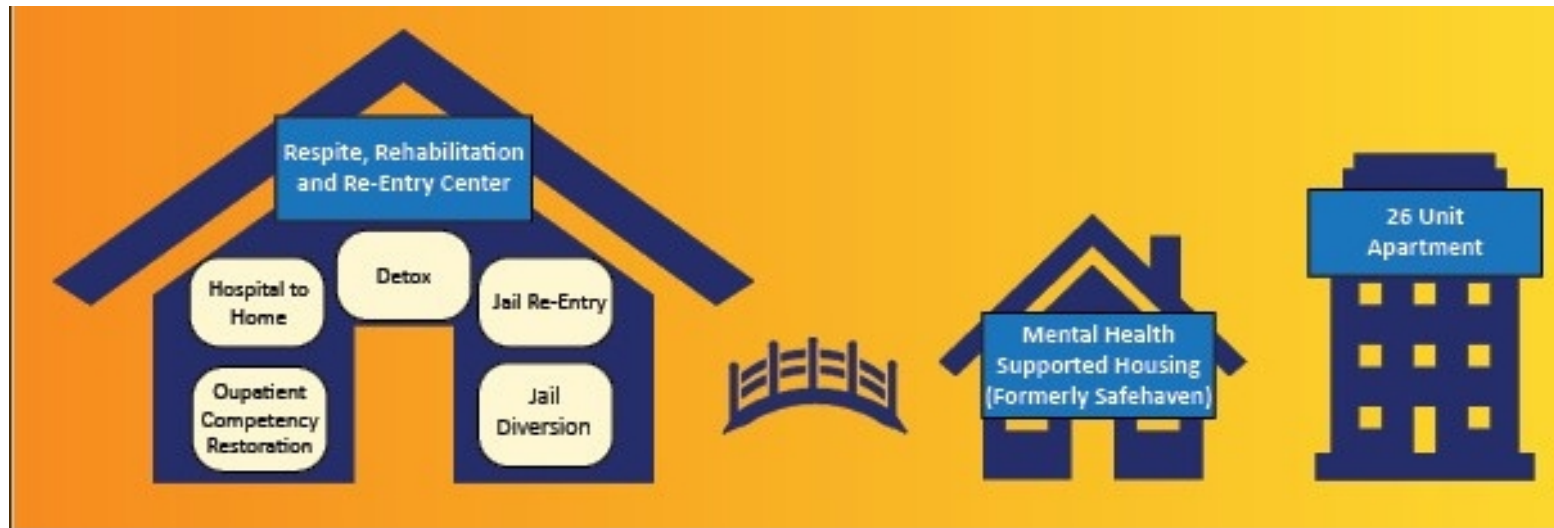 Respite, Rehabilitation
and Re-Entry Center
Hospital to
Home
Detox
Jail Re-Entry
Oupatient
Competency
Restoration
Jail
Diversion
Mental Health
Supported Housing
(Formerly Safehaven)
26 Unit
Apartment